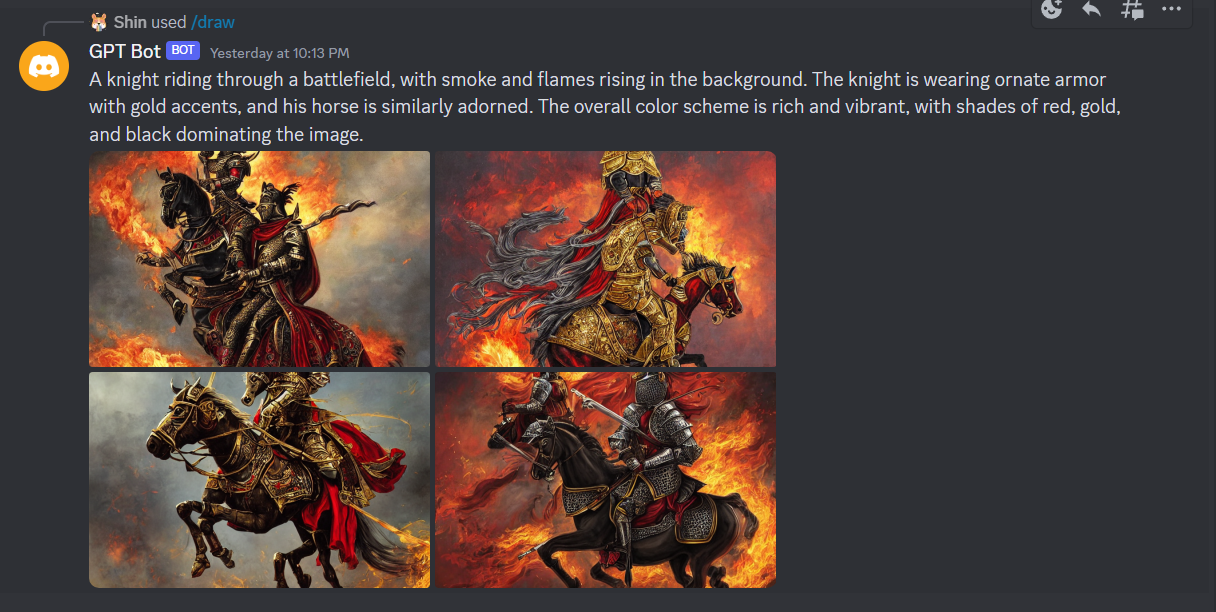 Shin used /draw
GPT Bot BOT Yesterday at 10:13 PM
A knight riding through a battlefield, with smoke and flames rising in the background. The knight is wearing ornate armor
with gold accents, and his horse is similarly adorned. The overall color scheme is rich and vibrant, with shades of red, gold,
and black dominating the image.